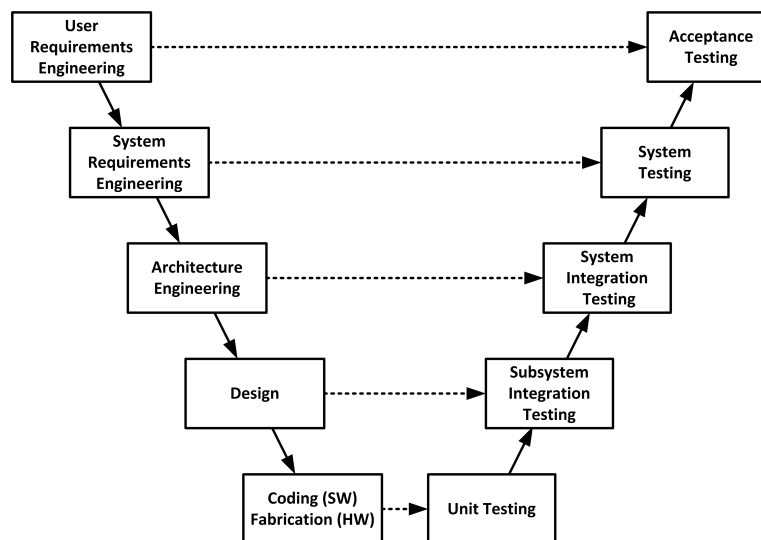 User
Requirements
Engineering
Acceptance
Testing
System
Requirements
Engineering
System
Testing
Architecture
Engineering
System
Integration
Testing
Design
Subsystem
Integration
Testing
Coding (SW)
Fabrication (HW)
Unit Testing